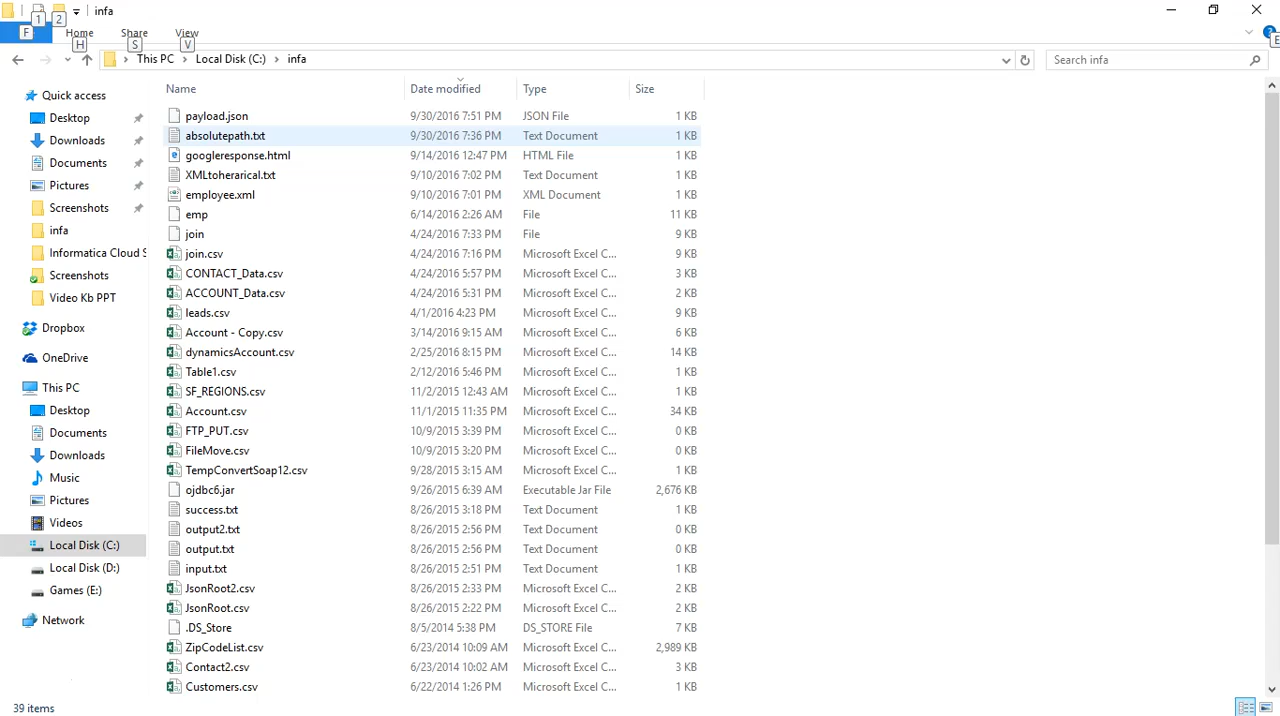 1 2 infa
F Home Share View
H S V E
This PC Local Disk (C:) infa Search infa
Name Date modified Type Size
Quick access
Desktop
Downloads
Documents
Pictures
Screenshots
infa
Informatica Cloud S
Screenshots
Video Kb PPT
Dropbox
OneDrive
This PC
Desktop
Documents
Downloads
Music
Pictures
Videos
Local Disk (C:)
Local Disk (D:)
Games (E:)
Network
payload.json 9/30/2016 7:51 PM JSON File 1 KB
absolutepath.txt 9/30/2016 7:36 PM Text Document 1 KB
googleresponse.html 9/14/2016 12:47 PM HTML File 1 KB
XMLtoherarical.txt 9/10/2016 7:02 PM Text Document 1 KB
employee.xml 9/10/2016 7:01 PM XML Document 1 KB
emp 6/14/2016 2:26 AM File 11 KB
join 4/24/2016 7:33 PM File 9 KB
join.csv 4/24/2016 7:16 PM Microsoft Excel C... 9 KB
CONTACT_Data.csv 4/24/2016 5:57 PM Microsoft Excel C... 3 KB
ACCOUNT_Data.csv 4/24/2016 5:31 PM Microsoft Excel C... 2 KB
leads.csv 4/1/2016 4:23 PM Microsoft Excel C... 9 KB
Account - Copy.csv 3/14/2016 9:15 AM Microsoft Excel C... 6 KB
dynamicsAccount.csv 2/25/2016 8:15 PM Microsoft Excel C... 14 KB
Table1.csv 2/12/2016 5:46 PM Microsoft Excel C... 1 KB
SF_REGIONS.csv 11/2/2015 12:43 AM Microsoft Excel C... 1 KB
Account.csv 11/1/2015 11:35 PM Microsoft Excel C... 34 KB
FTP_PUT.csv 10/9/2015 3:39 PM Microsoft Excel C... 0 KB
FileMove.csv 10/9/2015 3:20 PM Microsoft Excel C... 0 KB
TempConvertSoap12.csv 9/28/2015 3:15 AM Microsoft Excel C... 1 KB
ojdbc6.jar 9/26/2015 6:39 AM Executable Jar File 2,676 KB
success.txt 8/26/2015 3:18 PM Text Document 1 KB
output2.txt 8/26/2015 2:56 PM Text Document 0 KB
output.txt 8/26/2015 2:56 PM Text Document 0 KB
input.txt 8/26/2015 2:51 PM Text Document 1 KB
JsonRoot2.csv 8/26/2015 2:33 PM Microsoft Excel C... 2 KB
JsonRoot.csv 8/26/2015 2:22 PM Microsoft Excel C... 2 KB
.DS_Store 8/5/2014 5:38 PM DS_STORE File 7 KB
ZipCodeList.csv 6/23/2014 10:09 AM Microsoft Excel C... 2,989 KB
Contact2.csv 6/23/2014 10:02 AM Microsoft Excel C... 3 KB
Customers.csv 6/22/2014 1:26 PM Microsoft Excel C... 1 KB
39 items